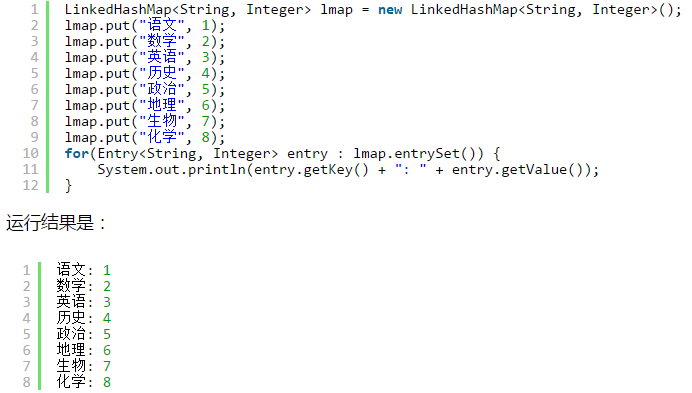 1 LinkedHashMap<String, Integer> lmap = new LinkedHashMap<String, Integer>();
2 lmap.put("语文", 1);
3 lmap.put("数学", 2);
4 lmap.put("英语", 3);
5 lmap.put("历史", 4);
6 lmap.put("政治", 5);
7 lmap.put("地理", 6);
8 lmap.put("生物", 7);
9 lmap.put("化学", 8);
10 for(Entry<String, Integer> entry : lmap.entrySet()) {
11     System.out.println(entry.getKey() + ": " + entry.getValue());
12 }
运行结果是：
1 语文: 1
2 数学: 2
3 英语: 3
4 历史: 4
5 政治: 5
6 地理: 6
7 生物: 7
8 化学: 8